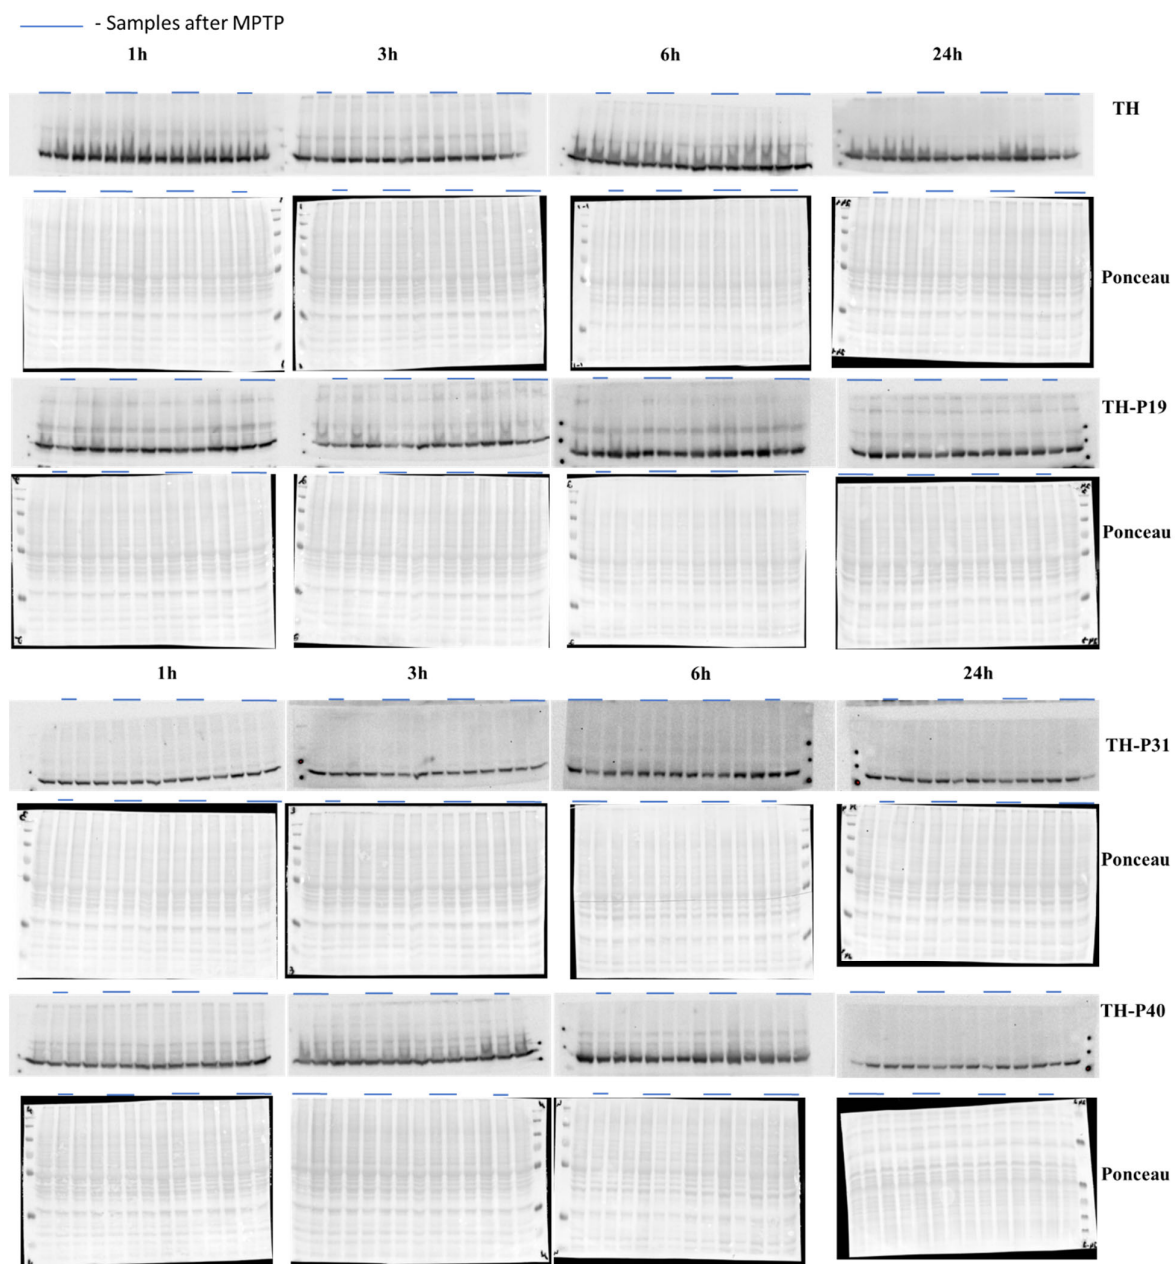 - Samples after MPTP
1h 3h 6h 24h
TH
Ponceau
TH-P19
Ponceau
1h 3h 6h 24h
TH-P31
Ponceau
TH-P40
Ponceau